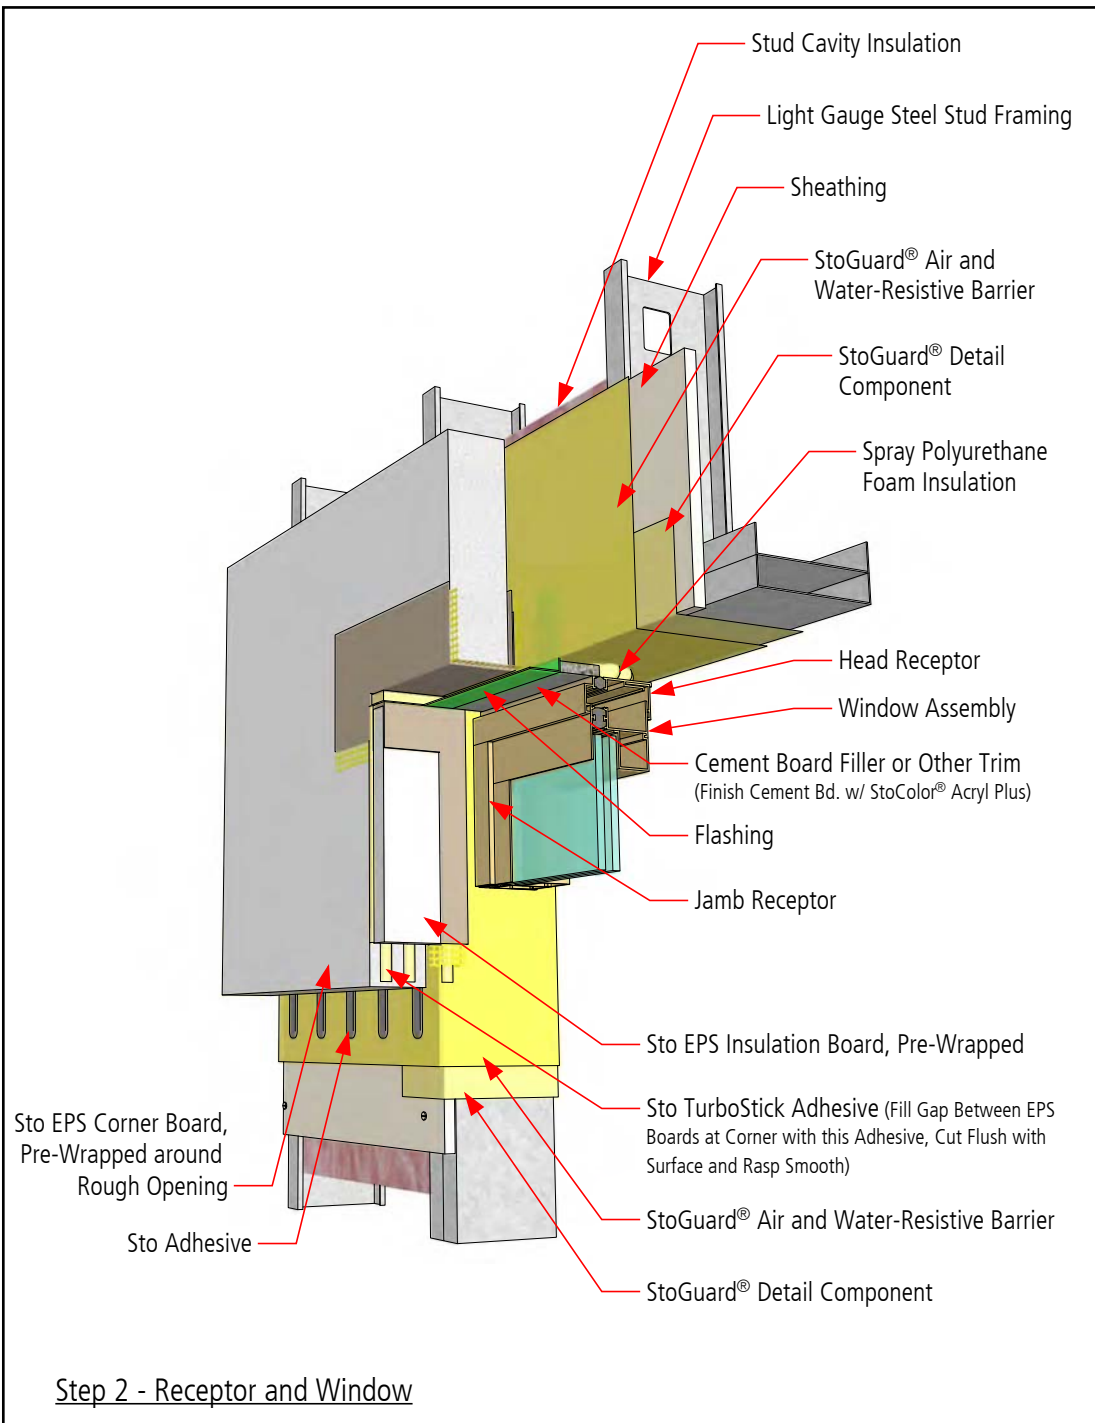 Stud Cavity Insulation
Light Gauge Steel Stud Framing
Sheathing
StoGuard® Air and
Water-Resistive Barrier
StoGuard® Detail
Component
Spray Polyurethane
Foam Insulation
Head Receptor
Window Assembly
Cement Board Filler or Other Trim
(Finish Cement Bd. w/ StoColor® Acryl Plus)
Flashing
Jamb Receptor
Sto EPS Insulation Board, Pre-Wrapped
Sto TurboStick Adhesive (Fill Gap Between EPS
Boards at Corner with this Adhesive, Cut Flush with
Surface and Rasp Smooth)
StoGuard® Air and Water-Resistive Barrier
StoGuard® Detail Component
Sto EPS Corner Board,
Pre-Wrapped around
Rough Opening
Sto Adhesive
Step 2 - Receptor and Window